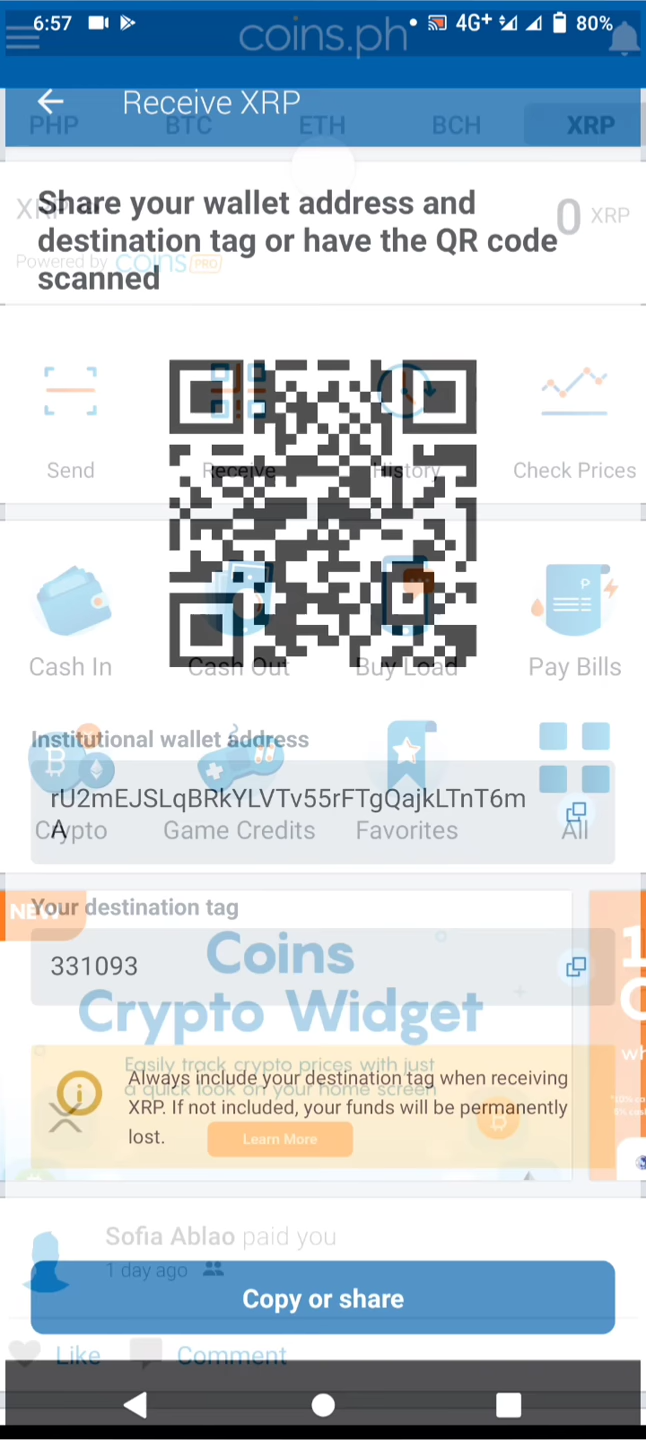 6:57
4G+
80%
coins.ph
Receive XRP
PHP BTC ETH BCH XRP
Share your wallet address and
destination tag or have the QR code
scanned
0 XRP
Powered by coins PRO
Send
Receive
History
Check Prices
Cash In
Cash Out
Buy Load
Pay Bills
Institutional wallet address
rU2mEJSLqBRkYLVTv55rFTgQajkLTnT6m
A
Crypto
Game Credits
Favorites
All
NEW
Your destination tag
331093
Coins
Crypto Widget
Easily track crypto prices with just
a quick look on your home screen
Always include your destination tag when receiving
XRP. If not included, your funds will be permanently
lost.
Learn More
Sofia Ablao paid you
1 day ago
Copy or share
Like
Comment